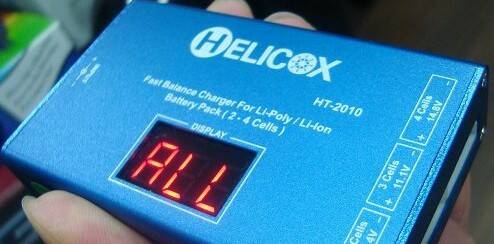 HELICOX
HT-2010
Fast Balance Charger For Li-Poly / Li-Ion
Battery Pack ( 2 - 4 Cells )
DISPLAY
ALL
4 Cells
+ 14.8V -
3 Cells
+ 11.1V -